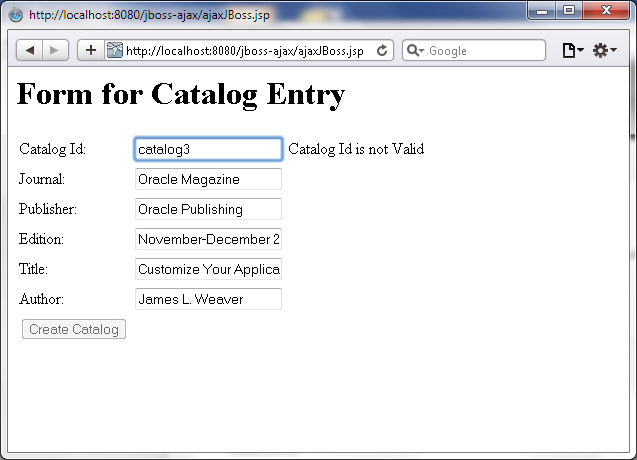 http://localhost:8080/jboss-ajax/ajaxJBoss.jsp
http://localhost:8080/jboss-ajax/ajaxJBoss.jsp Google
Form for Catalog Entry
Catalog Id: catalog3 Catalog Id is not Valid
Journal: Oracle Magazine
Publisher: Oracle Publishing
Edition: November-December 2
Title: Customize Your Applica
Author: James L. Weaver
Create Catalog